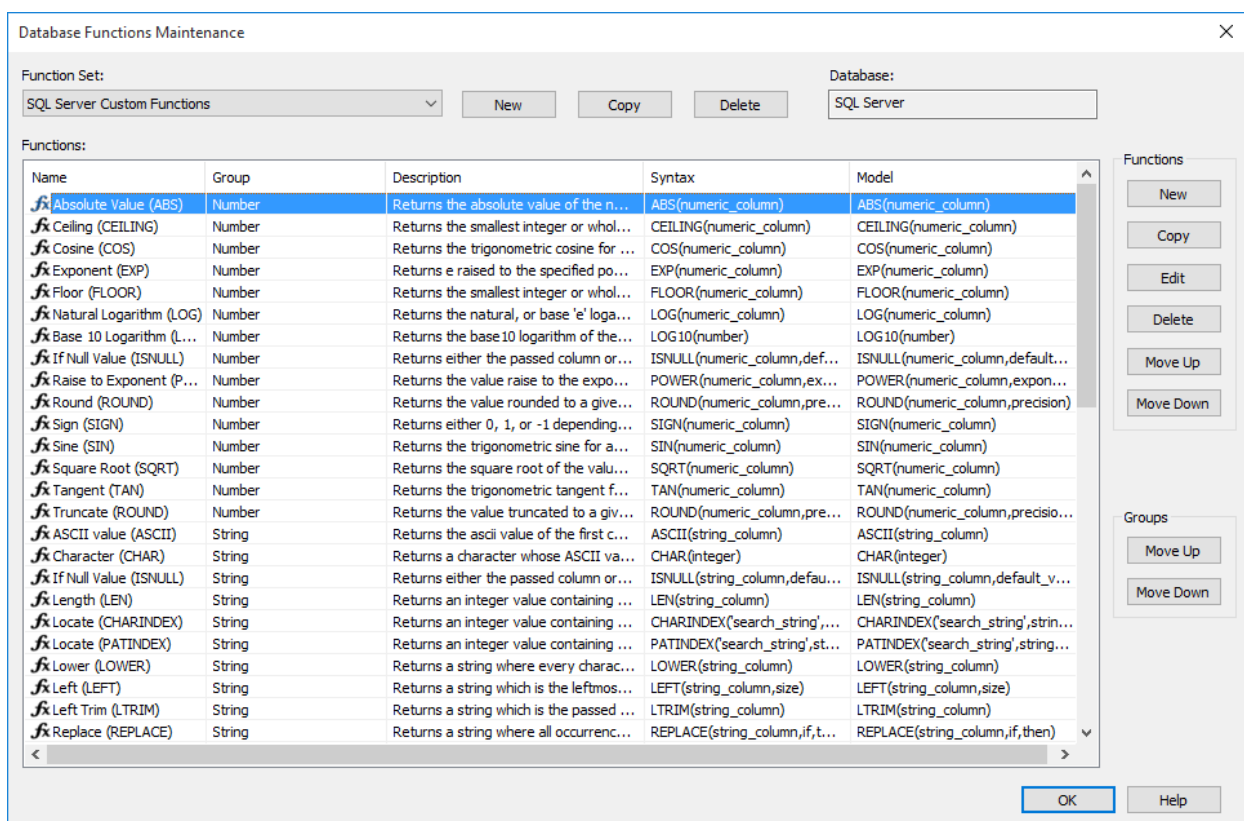 Database Functions Maintenance
Function Set: Database:
SQL Server Custom Functions New Copy Delete SQL Server
Functions:
Name Group Description Syntax Model
Absolute Value (ABS) Number Returns the absolute value of the n... ABS(numeric_column) ABS(numeric_column)
Ceiling (CEILING) Number Returns the smallest integer or whol... CEILING(numeric_column) CEILING(numeric_column)
Cosine (COS) Number Returns the trigonometric cosine for ... COS(numeric_column) COS(numeric_column)
Exponent (EXP) Number Returns e raised to the specified po... EXP(numeric_column) EXP(numeric_column)
Floor (FLOOR) Number Returns the smallest integer or whol... FLOOR(numeric_column) FLOOR(numeric_column)
Natural Logarithm (LOG) Number Returns the natural, or base 'e' loga... LOG(numeric_column) LOG(numeric_column)
Base 10 Logarithm (L... Number Returns the base10 logarithm of the... LOG10(number) LOG10(number)
If Null Value (ISNULL) Number Returns either the passed column or... ISNULL(numeric_column,def... ISNULL(numeric_column,default...
Raise to Exponent (P... Number Returns the value raise to the expo... POWER(numeric_column,ex... POWER(numeric_column,expon...
Round (ROUND) Number Returns the value rounded to a give... ROUND(numeric_column,pre... ROUND(numeric_column,precision)
Sign (SIGN) Number Returns either 0, 1, or -1 depending... SIGN(numeric_column) SIGN(numeric_column)
Sine (SIN) Number Returns the trigonometric sine for a... SIN(numeric_column) SIN(numeric_column)
Square Root (SQRT) Number Returns the square root of the valu... SQRT(numeric_column) SQRT(numeric_column)
Tangent (TAN) Number Returns the trigonometric tangent f... TAN(numeric_column) TAN(numeric_column)
Truncate (ROUND) Number Returns the value truncated to a giv... ROUND(numeric_column,pre... ROUND(numeric_column,precisio...
ASCII value (ASCII) String Returns the ascii value of the first c... ASCII(string_column) ASCII(string_column)
Character (CHAR) String Returns a character whose ASCII va... CHAR(integer) CHAR(integer)
If Null Value (ISNULL) String Returns either the passed column or... ISNULL(string_column,defau... ISNULL(string_column,default_v...
Length (LEN) String Returns an integer value containing ... LEN(string_column) LEN(string_column)
Locate (CHARINDEX) String Returns an integer value containing ... CHARINDEX('search_string',... CHARINDEX('search_string',strin...
Locate (PATINDEX) String Returns an integer value containing ... PATINDEX('search_string',st... PATINDEX('search_string',string...
Lower (LOWER) String Returns a string where every charac... LOWER(string_column) LOWER(string_column)
Left (LEFT) String Returns a string which is the leftmos... LEFT(string_column,size) LEFT(string_column,size)
Left Trim (LTRIM) String Returns a string which is the passed ... LTRIM(string_column) LTRIM(string_column)
Replace (REPLACE) String Returns a string where all occurrenc... REPLACE(string_column,if,t... REPLACE(string_column,if,then)
Functions
New
Copy
Edit
Delete
Move Up
Move Down
Groups
Move Up
Move Down
OK Help